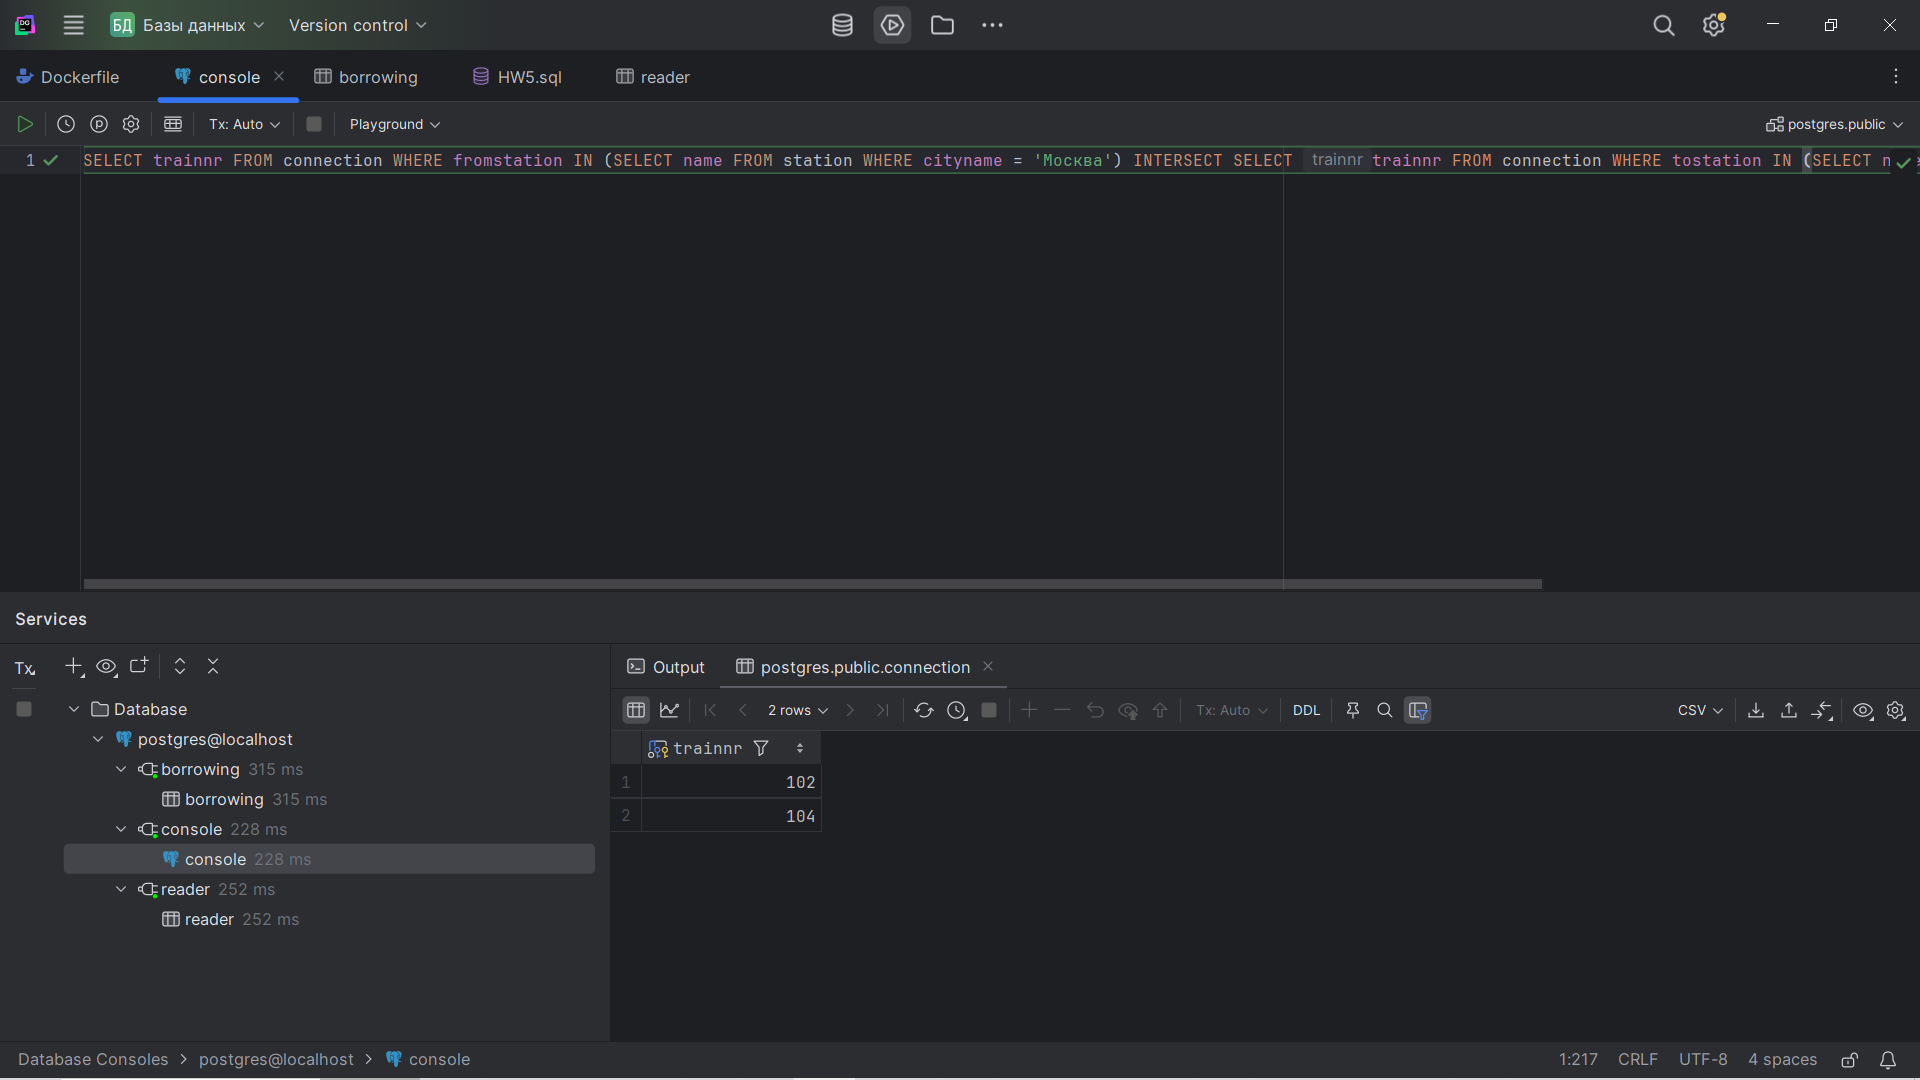 БД Базы данных Version control
Dockerfile console borrowing HW5.sql reader
Tx: Auto Playground postgres.public
1 SELECT trainnr FROM connection WHERE fromstation IN (SELECT name FROM station WHERE cityname = 'Москва') INTERSECT SELECT trainnr trainnr FROM connection WHERE tostation IN (SELECT n
Services
Tx Output postgres.public.connection
Database 2 rows Tx: Auto DDL CSV
postgres@localhost trainnr
borrowing 315 ms 1 102
borrowing 315 ms 2 104
console 228 ms
console 228 ms
reader 252 ms
reader 252 ms
Database Consoles > postgres@localhost > console 1:217 CRLF UTF-8 4 spaces